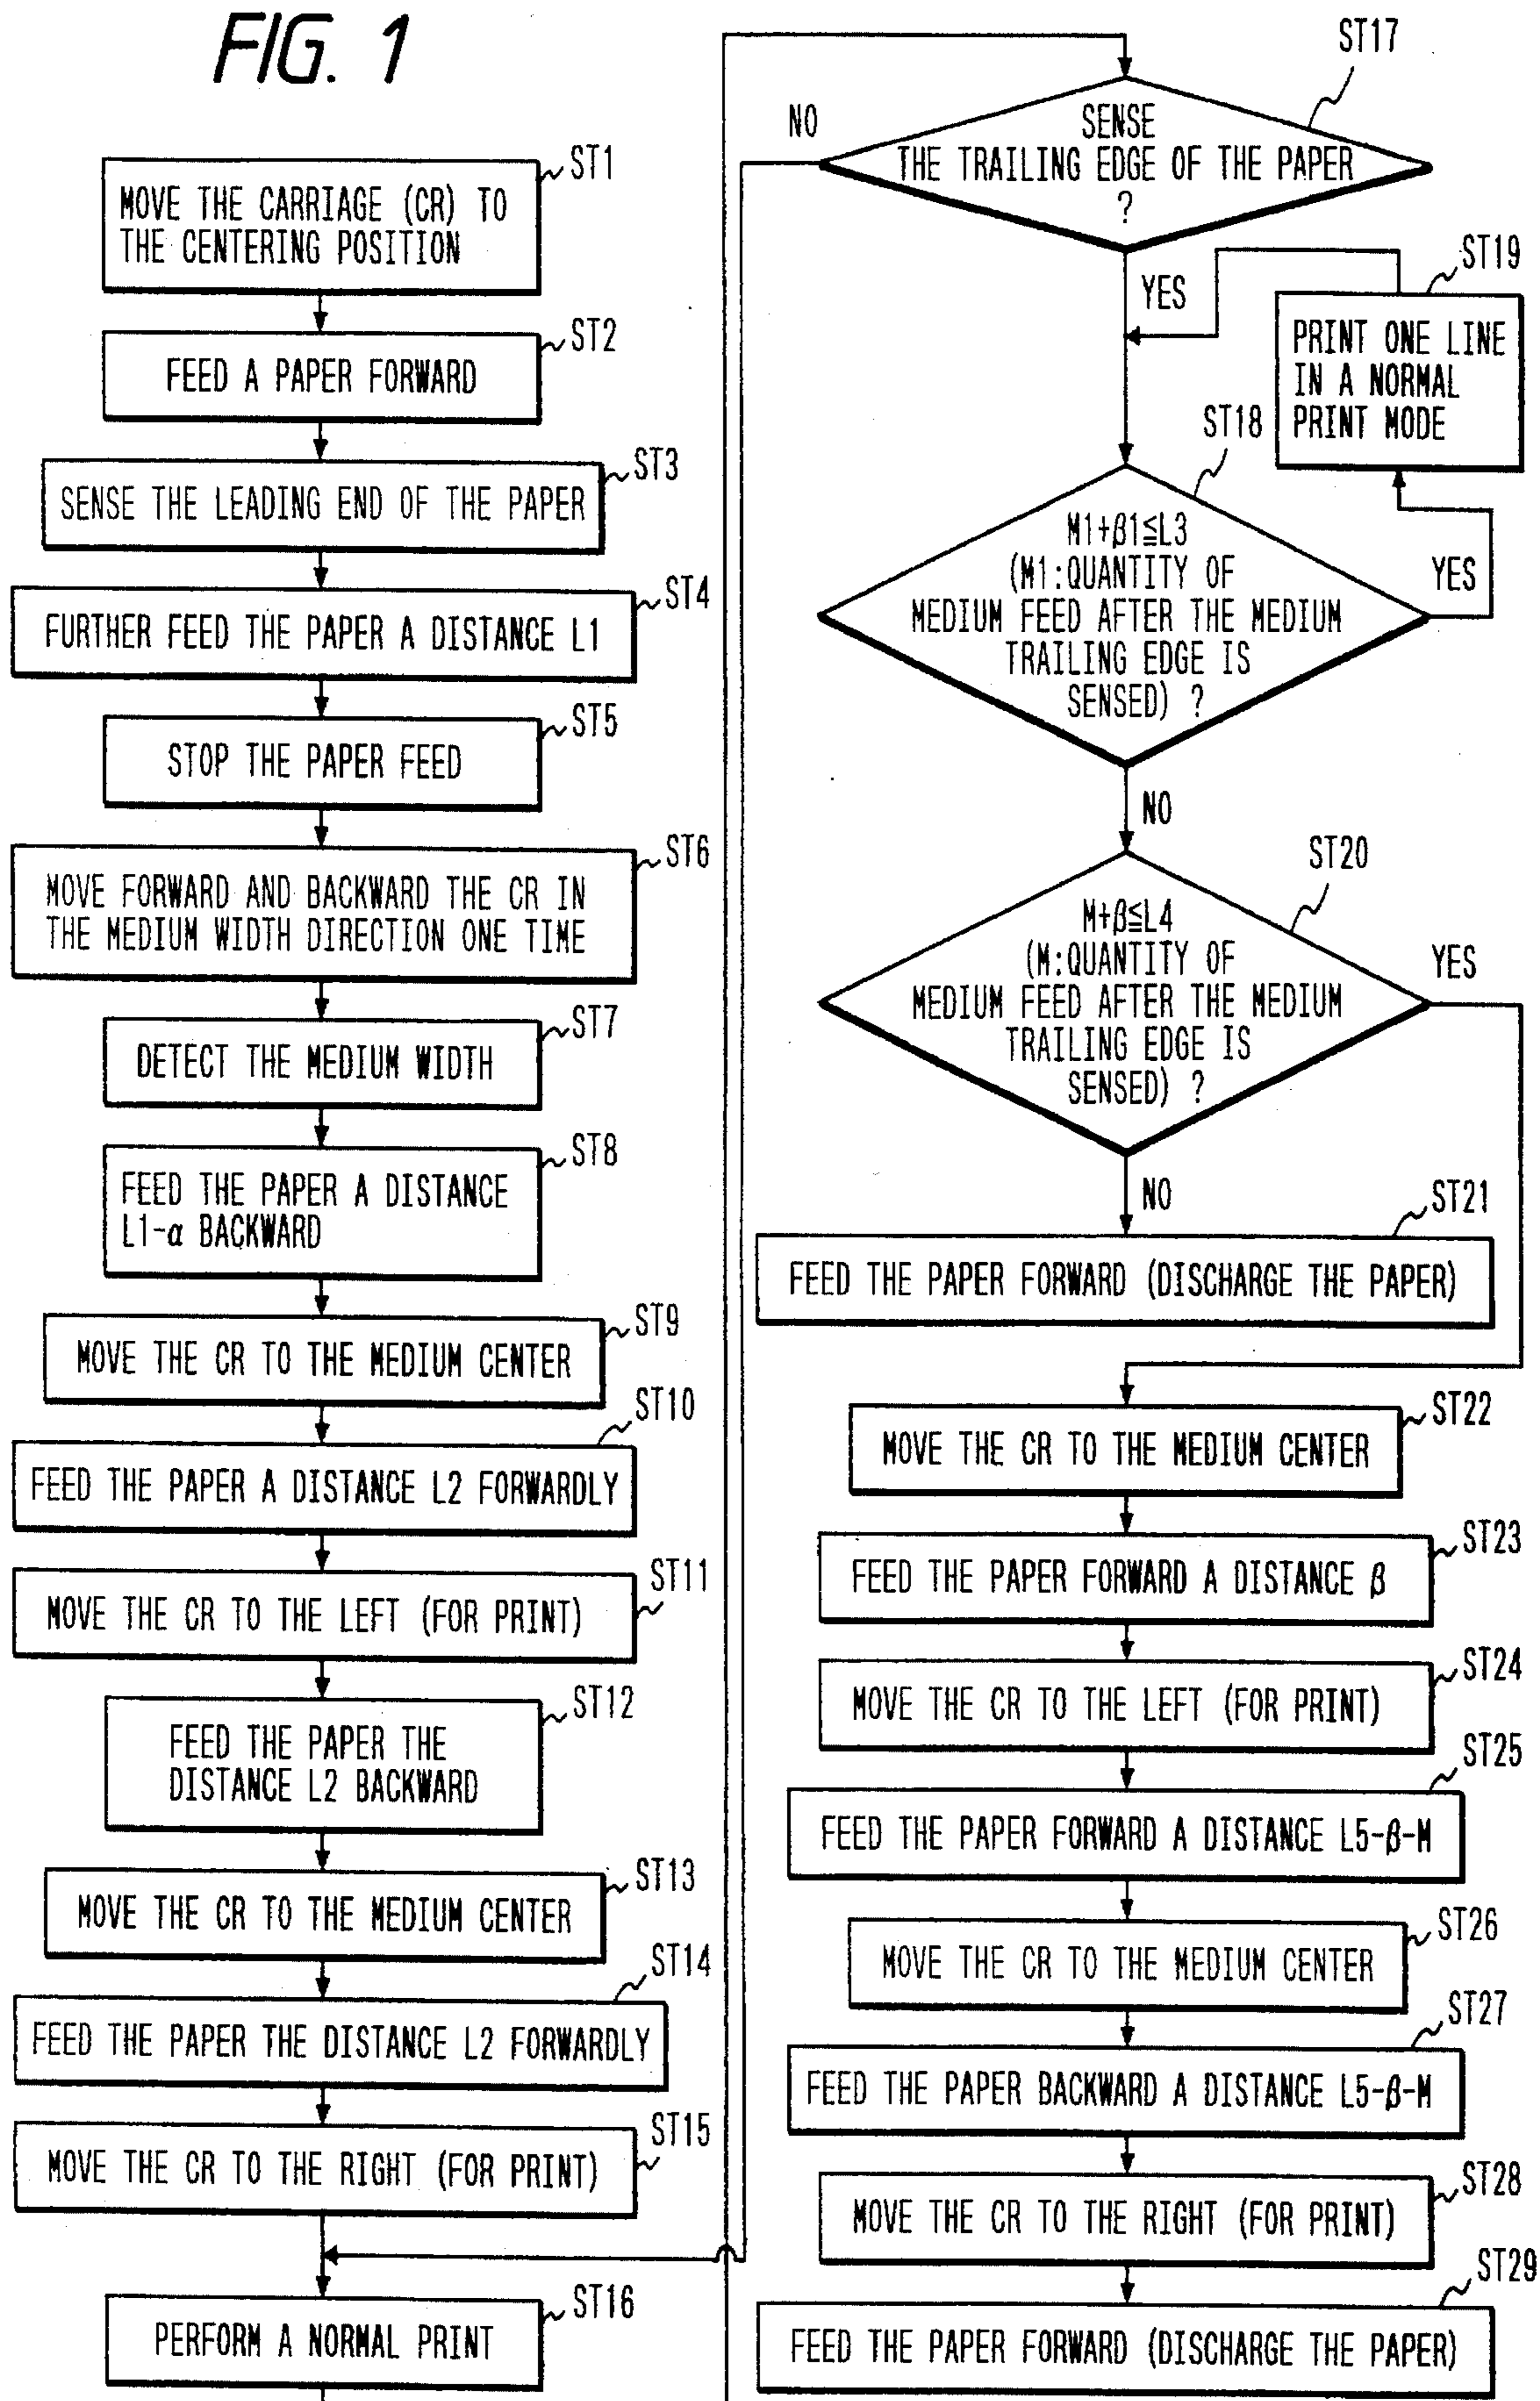 FIG. 1
ST1
MOVE THE CARRIAGE (CR) TO
THE CENTERING POSITION
ST2
FEED A PAPER FORWARD
ST3
SENSE THE LEADING END OF THE PAPER
ST4
FURTHER FEED THE PAPER A DISTANCE L1
ST5
STOP THE PAPER FEED
ST6
MOVE FORWARD AND BACKWARD THE CR IN
THE MEDIUM WIDTH DIRECTION ONE TIME
ST7
DETECT THE MEDIUM WIDTH
ST8
FEED THE PAPER A DISTANCE
L1-α BACKWARD
ST9
MOVE THE CR TO THE MEDIUM CENTER
ST10
FEED THE PAPER A DISTANCE L2 FORWARDLY
ST11
MOVE THE CR TO THE LEFT (FOR PRINT)
ST12
FEED THE PAPER THE
DISTANCE L2 BACKWARD
ST13
MOVE THE CR TO THE MEDIUM CENTER
ST14
FEED THE PAPER THE DISTANCE L2 FORWARDLY
ST15
MOVE THE CR TO THE RIGHT (FOR PRINT)
ST16
PERFORM A NORMAL PRINT
ST17
NO
SENSE
THE TRAILING EDGE OF THE PAPER
?
YES
ST19
PRINT ONE LINE
IN A NORMAL
PRINT MODE
ST18
M1+β1≦L3
(M1:QUANTITY OF
MEDIUM FEED AFTER THE MEDIUM
TRAILING EDGE IS
SENSED) ?
YES
NO
ST20
M+β≦L4
(M:QUANTITY OF
MEDIUM FEED AFTER THE MEDIUM
TRAILING EDGE IS
SENSED) ?
YES
NO
ST21
FEED THE PAPER FORWARD (DISCHARGE THE PAPER)
ST22
MOVE THE CR TO THE MEDIUM CENTER
ST23
FEED THE PAPER FORWARD A DISTANCE β
ST24
MOVE THE CR TO THE LEFT (FOR PRINT)
ST25
FEED THE PAPER FORWARD A DISTANCE L5-β-M
ST26
MOVE THE CR TO THE MEDIUM CENTER
ST27
FEED THE PAPER BACKWARD A DISTANCE L5-β-M
ST28
MOVE THE CR TO THE RIGHT (FOR PRINT)
ST29
FEED THE PAPER FORWARD (DISCHARGE THE PAPER)